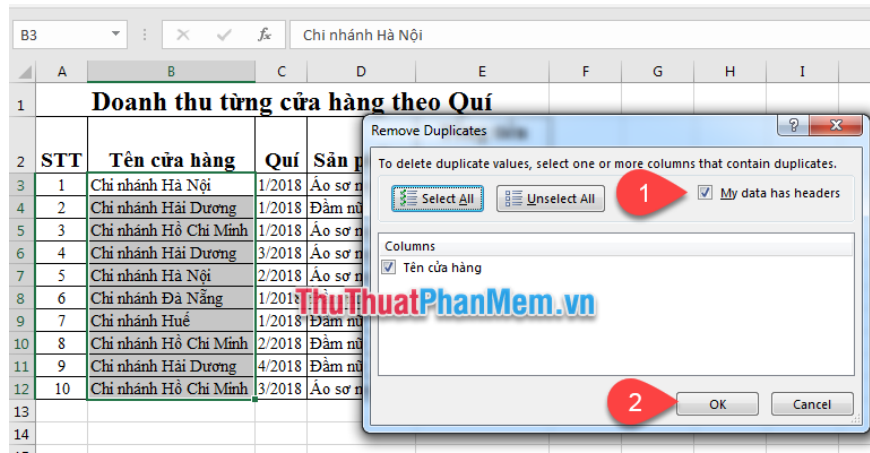 B3 fx Chi nhánh Hà Nội
A B C D E F G H I
1 Doanh thu từng cửa hàng theo Quí
2 STT Tên cửa hàng Quí Sản
3 1 Chi nhánh Hà Nội 1/2018 Áo sơ
4 2 Chi nhánh Hải Dương 1/2018 Đầm
5 3 Chi nhánh Hồ Chí Minh 1/2018 Áo sơ
6 4 Chi nhánh Hải Dương 3/2018 Áo sơ
7 5 Chi nhánh Hà Nội 2/2018 Áo sơ
8 6 Chi nhánh Đà Nẵng 1/2018
9 7 Chi nhánh Huế 1/2018 Đầm
10 8 Chi nhánh Hồ Chí Minh 2/2018 Đầm
11 9 Chi nhánh Hải Dương 4/2018 Đầm
12 10 Chi nhánh Hồ Chí Minh 3/2018 Áo sơ
13
14
Remove Duplicates
To delete duplicate values, select one or more columns that contain duplicates.
Select All Unselect All 1 My data has headers
Columns
Tên cửa hàng
ThuThuatPhanMem.vn
2 OK Cancel